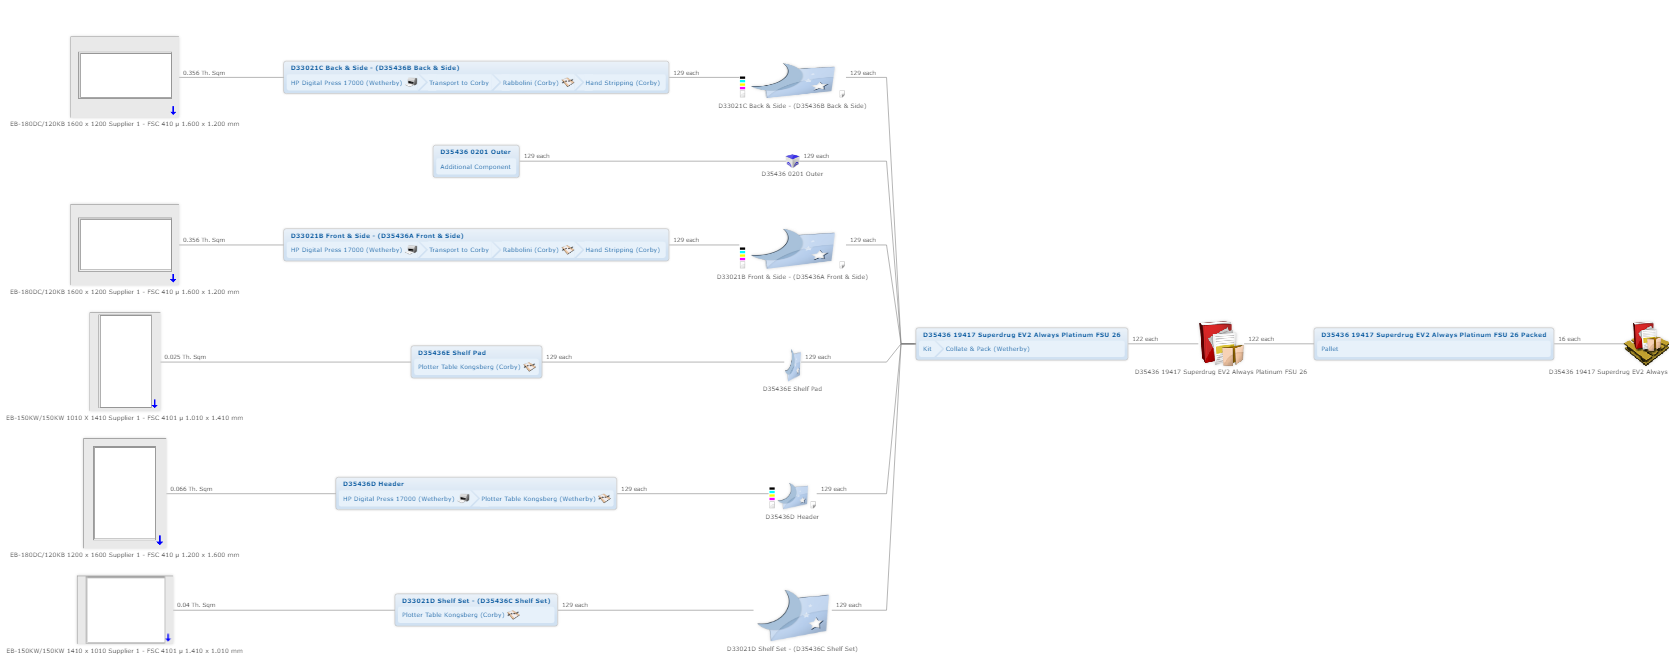 0.356 Th. Sqm
D33021C Back & Side - (D35436B Back & Side)
HP Digital Press 17000 (Wetherby) Transport to Corby Rabbolini (Corby) Hand Stripping (Corby)
129 each
129 each
D33021C Back & Side - (D35436B Back & Side)
EB-180DC/120KB 1600 x 1200 Supplier 1 - FSC 410 µ 1.600 x 1.200 mm
D35436 0201 Outer
Additional Component
129 each
129 each
D35436 0201 Outer
0.356 Th. Sqm
D33021B Front & Side - (D35436A Front & Side)
HP Digital Press 17000 (Wetherby) Transport to Corby Rabbolini (Corby) Hand Stripping (Corby)
129 each
129 each
D33021B Front & Side - (D35436A Front & Side)
EB-180DC/120KB 1600 x 1200 Supplier 1 - FSC 410 µ 1.600 x 1.200 mm
0.025 Th. Sqm
D35436E Shelf Pad
Plotter Table Kongsberg (Corby)
129 each
129 each
D35436E Shelf Pad
EB-150KW/150KW 1010 X 1410 Supplier 1 - FSC 4101 µ 1.010 x 1.410 mm
D35436 19417 Superdrug EV2 Always Platinum FSU 26
Kit Collate & Pack (Wetherby)
122 each
122 each
D35436 19417 Superdrug EV2 Always Platinum FSU 26
D35436 19417 Superdrug EV2 Always Platinum FSU 26 Packed
Pallet
16 each
D35436 19417 Superdrug EV2 Always
0.066 Th. Sqm
D35436D Header
HP Digital Press 17000 (Wetherby) Plotter Table Kongsberg (Wetherby)
129 each
129 each
D35436D Header
EB-180DC/120KB 1200 x 1600 Supplier 1 - FSC 410 µ 1.200 x 1.600 mm
0.04 Th. Sqm
D33021D Shelf Set - (D35436C Shelf Set)
Plotter Table Kongsberg (Corby)
129 each
129 each
D33021D Shelf Set - (D35436C Shelf Set)
EB-150KW/150KW 1410 x 1010 Supplier 1 - FSC 4101 µ 1.410 x 1.010 mm